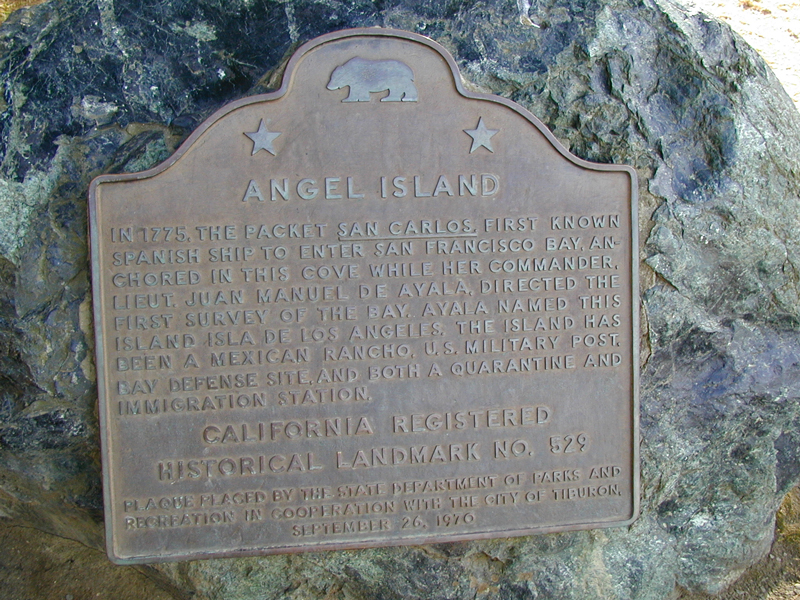 ANGEL ISLAND
IN 1775, THE PACKET SAN CARLOS, FIRST KNOWN
SPANISH SHIP TO ENTER SAN FRANCISCO BAY, AN-
CHORED IN THIS COVE WHILE HER COMMANDER,
LIEUT. JUAN MANUEL DE AYALA, DIRECTED THE
FIRST SURVEY OF THE BAY. AYALA NAMED THIS
ISLAND ISLA DE LOS ANGELES. THE ISLAND HAS
BEEN A MEXICAN RANCHO, U.S. MILITARY POST,
BAY DEFENSE SITE, AND BOTH A QUARANTINE AND
IMMIGRATION STATION.
CALIFORNIA REGISTERED
HISTORICAL LANDMARK NO. 529
PLAQUE PLACED BY THE STATE DEPARTMENT OF PARKS AND
RECREATION IN COOPERATION WITH THE CITY OF TIBURON,
SEPTEMBER 26, 1976